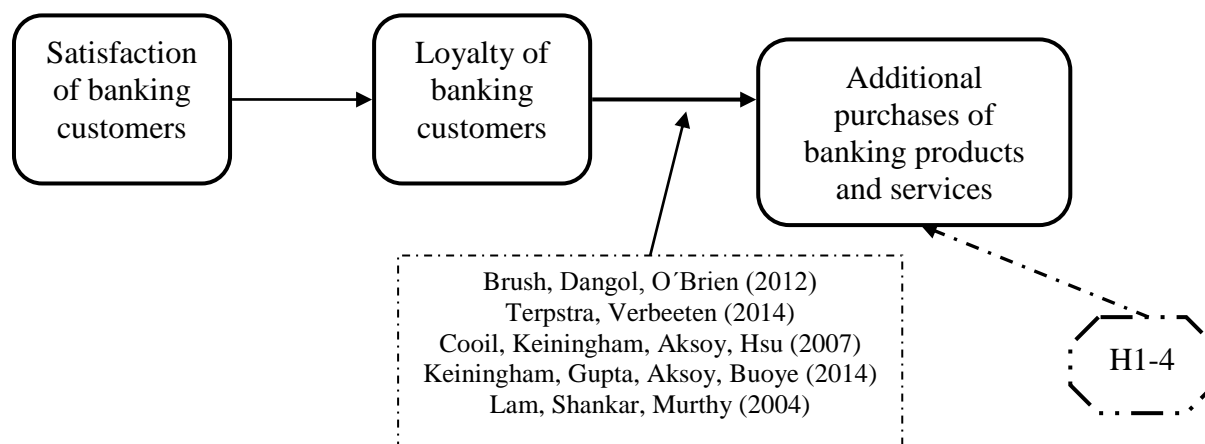 Satisfaction
of banking
customers
Loyalty of
banking
customers
Additional
purchases of
banking products
and services
Brush, Dangol, O´Brien (2012)
Terpstra, Verbeeten (2014)
Cooil, Keiningham, Aksoy, Hsu (2007)
Keiningham, Gupta, Aksoy, Buoye (2014)
Lam, Shankar, Murthy (2004)
H1-4